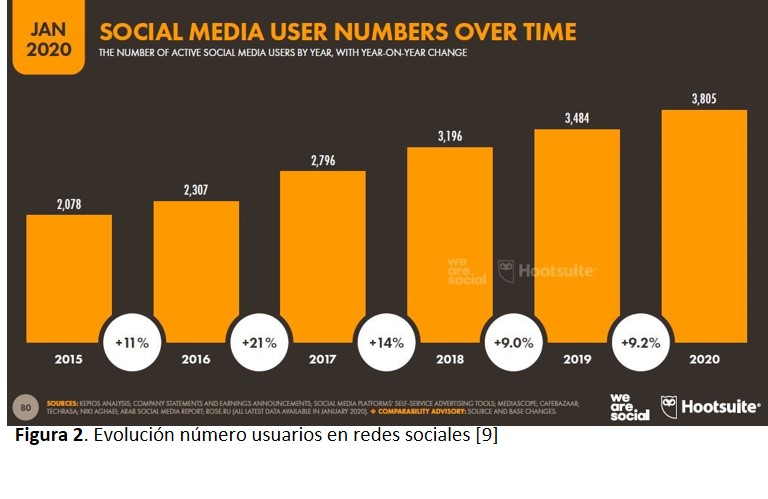 JAN
2020
SOCIAL MEDIA USER NUMBERS OVER TIME
THE NUMBER OF ACTIVE SOCIAL MEDIA USERS BY YEAR, WITH YEAR-ON-YEAR CHANGE
2,078
2,307
2,796
3,196
3,484
3,805
we
are.
social
Hootsuite
+11%
+21%
+14%
+9.0%
+9.2%
2015
2016
2017
2018
2019
2020
80
SOURCES: KEPIOS ANALYSIS; COMPANY STATEMENTS AND EARNINGS ANNOUNCEMENTS; SOCIAL MEDIA PLATFORMS' SELF-SERVICE ADVERTISING TOOLS; MEDIASCOPE; CAFEBAZAAR;
TECHRASA; NIKI AGHAEI; ARAB SOCIAL MEDIA REPORT; ROSE.RU (ALL LATEST DATA AVAILABLE IN JANUARY 2020). COMPARABILITY ADVISORY: SOURCE AND BASE CHANGES.
we
are.
social
Hootsuite®
Figura 2. Evolución número usuarios en redes sociales [9]